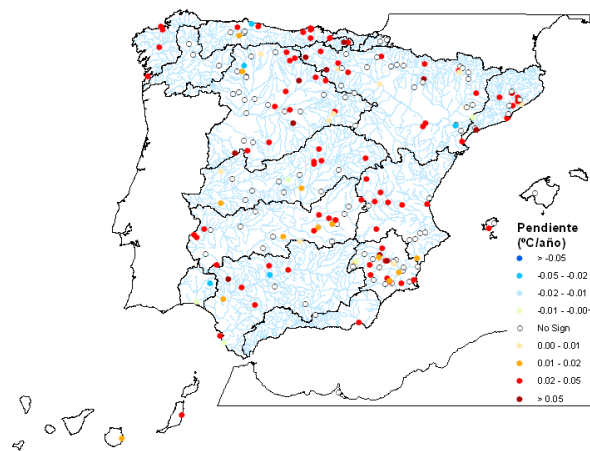 Pendiente
(ºC/año)
> -0.05
-0.05 - -0.02
-0.02 - -0.01
-0.01 - -0.00
No Sign
0.00 - 0.01
0.01 - 0.02
0.02 - 0.05
> 0.05